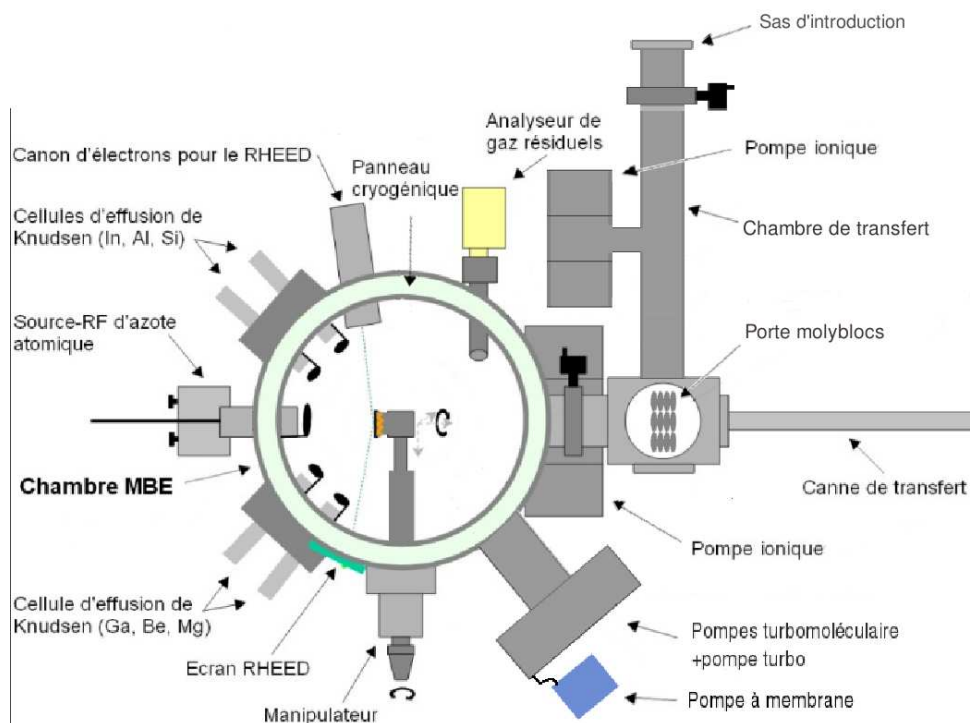 Sas d'introduction
Analyseur de
gaz résiduels
Pompe ionique
Canon d'électrons pour le RHEED
Panneau
cryogénique
Cellules d'effusion de
Knudsen (In, Al, Si)
Chambre de transfert
Source-RF d'azote
atomique
Porte molyblocs
Chambre MBE
Canne de transfert
Pompe ionique
Cellule d'effusion de
Knudsen (Ga, Be, Mg)
Ecran RHEED
Pompes turbomoléculaire
+pompe turbo
Pompe à membrane
Manipulateur